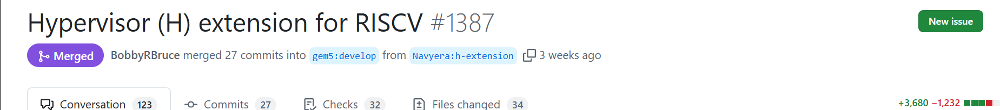 Hypervisor (H) extension for RISCV #1387
New issue
Merged BobbyRBruce merged 27 commits into gem5:develop from Navyera:h-extension 3 weeks ago
Conversation 123 Commits 27 Checks 32 Files changed 34 +3,680 −1,232